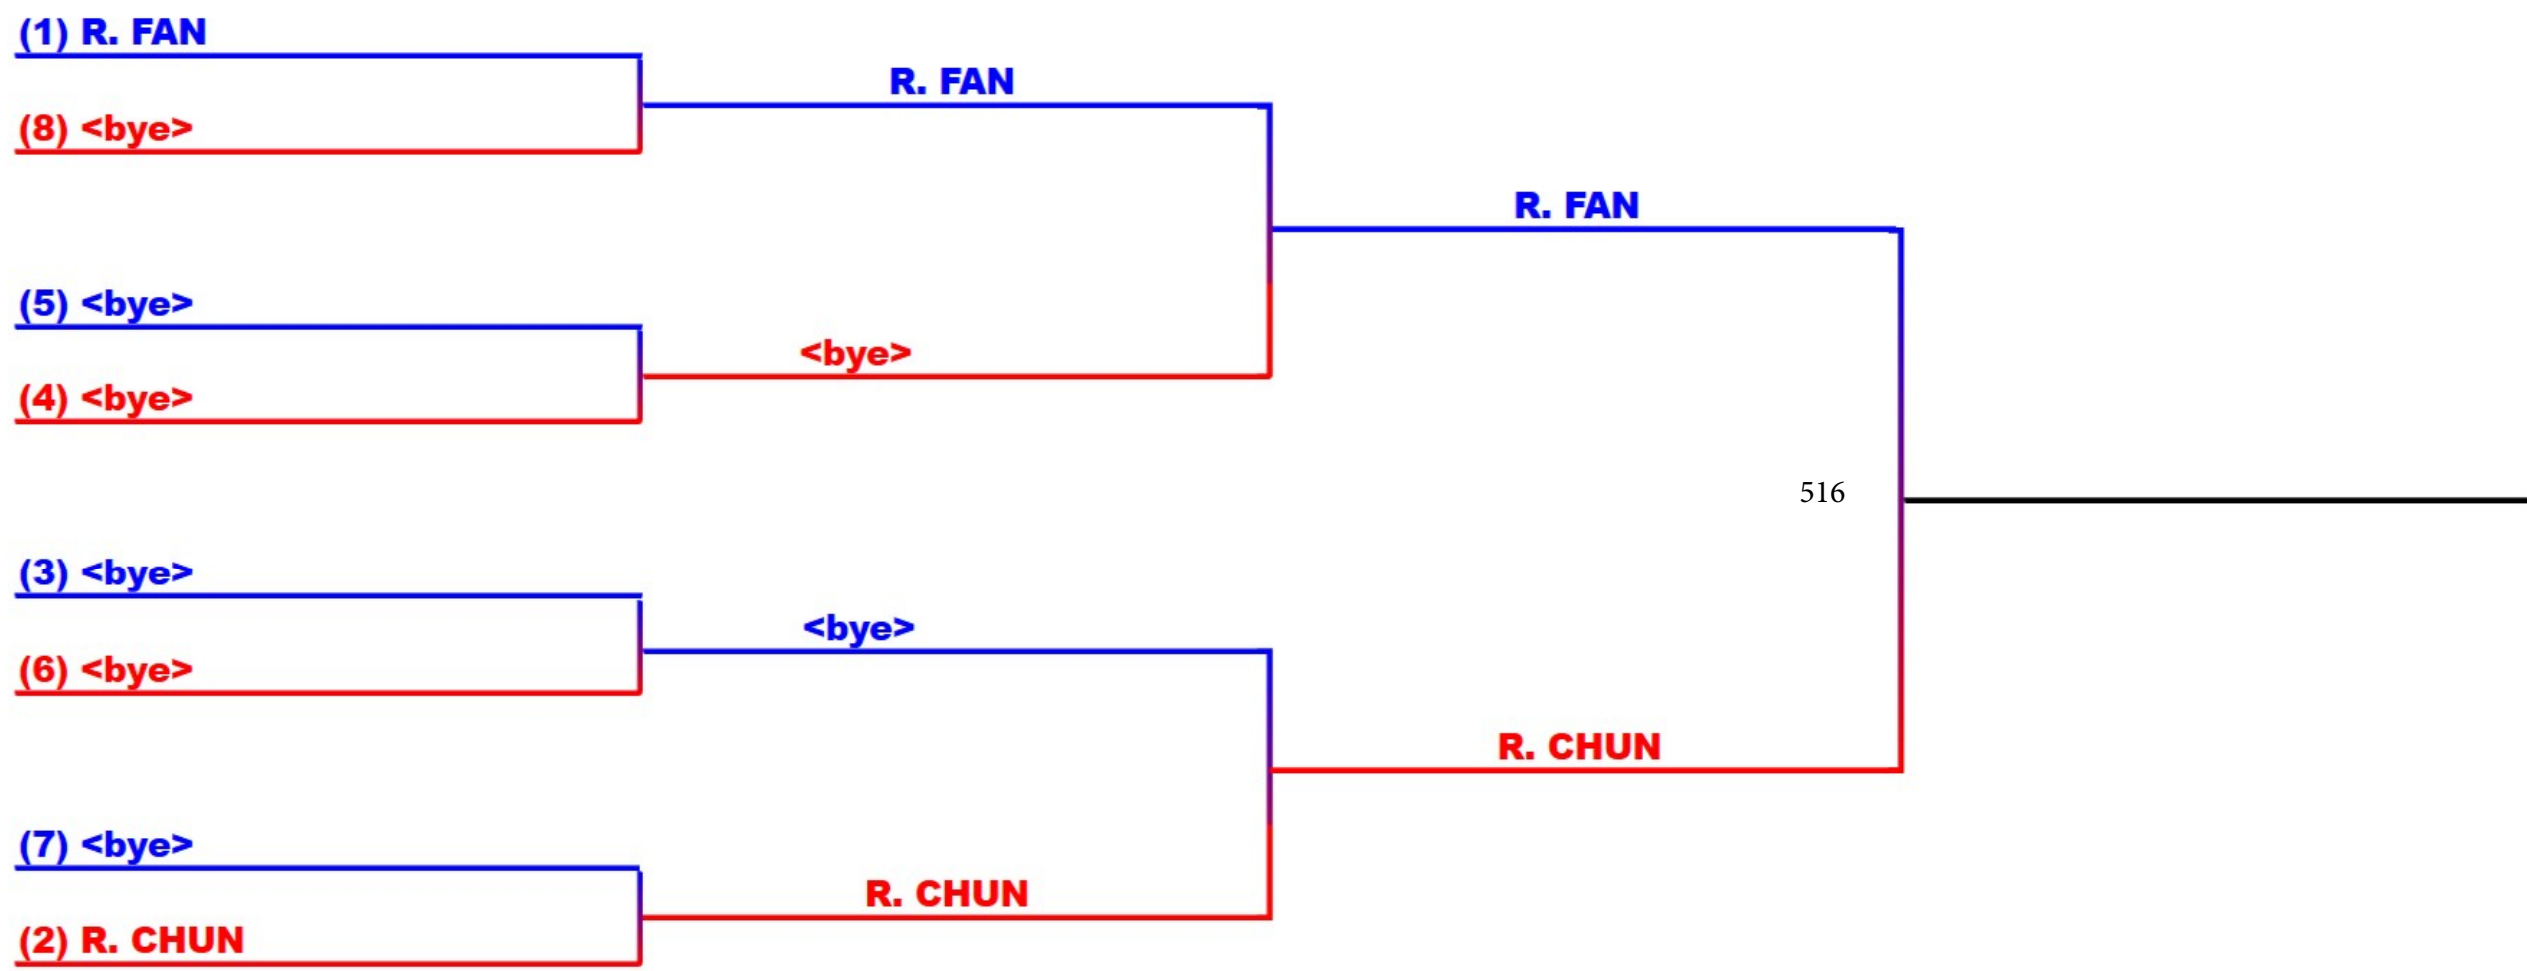 (1) R. FAN
R. FAN
(8) <bye>
R. FAN
(5) <bye>
<bye>
(4) <bye>
516
(3) <bye>
<bye>
(6) <bye>
R. CHUN
(7) <bye>
R. CHUN
(2) R. CHUN